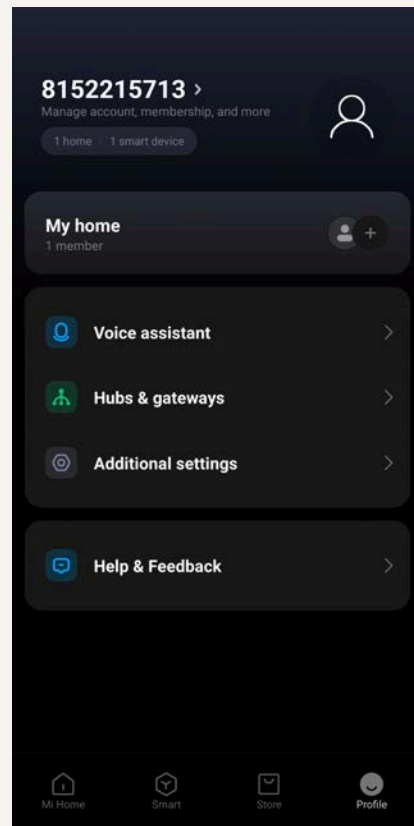 8152215713 >
Manage account, membership, and more
1 home 1 smart device
My home
1 member
Voice assistant
Hubs & gateways
Additional settings
Help & Feedback
Mi Home Smart Store Profile